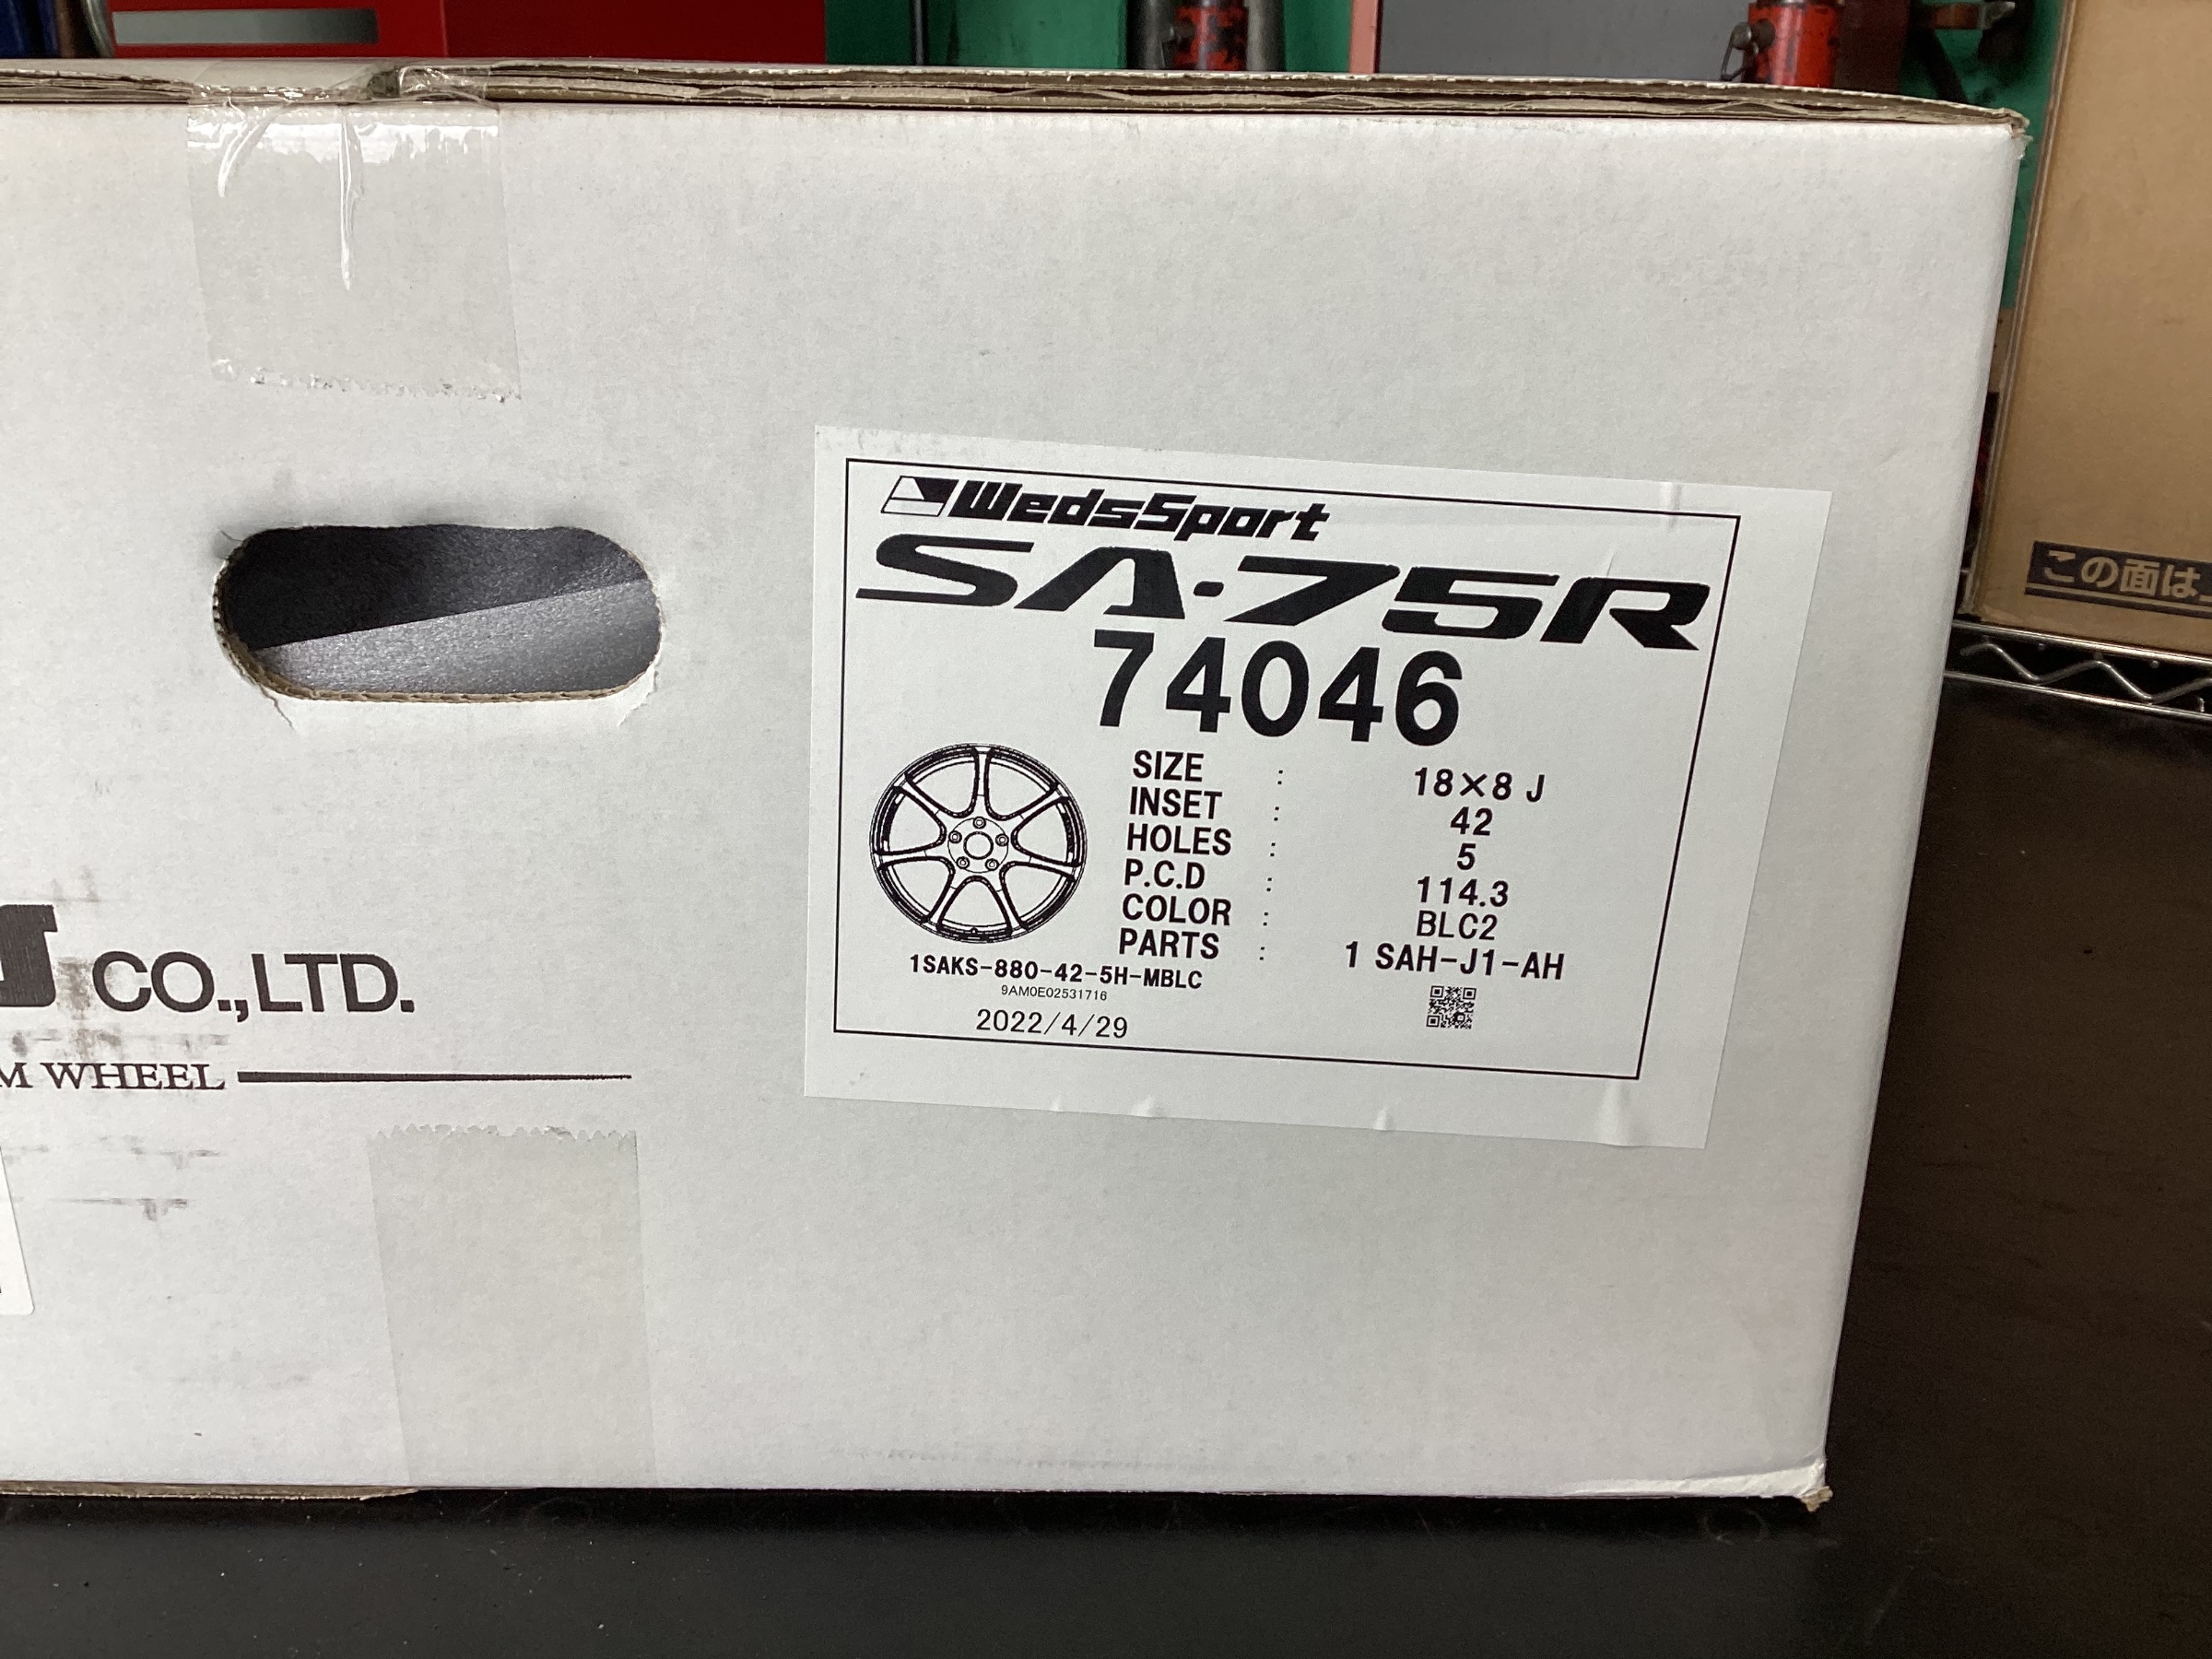 WedsSport
SA-75R
74046
SIZE : 18×8 J
INSET : 42
HOLES : 5
P.C.D : 114.3
COLOR : BLC2
PARTS : 1 SAH-J1-AH
1SAKS-880-42-5H-MBLC
9AM0E02531716
2022/4/29
CO.,LTD.
WHEEL
この面は